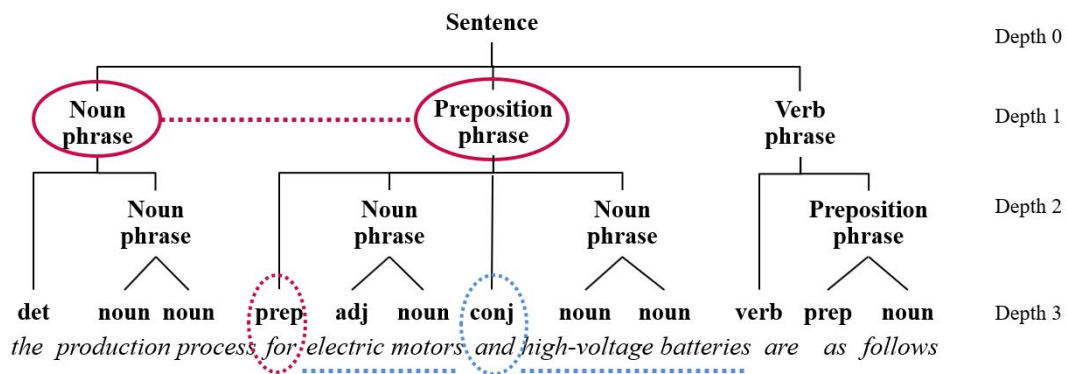 Sentence Depth 0
Noun phrase Preposition phrase Verb phrase Depth 1
Noun phrase Noun phrase Noun phrase Preposition phrase Depth 2
det noun noun prep adj noun conj noun noun verb prep noun Depth 3
the production process for electric motors and high-voltage batteries are as follows